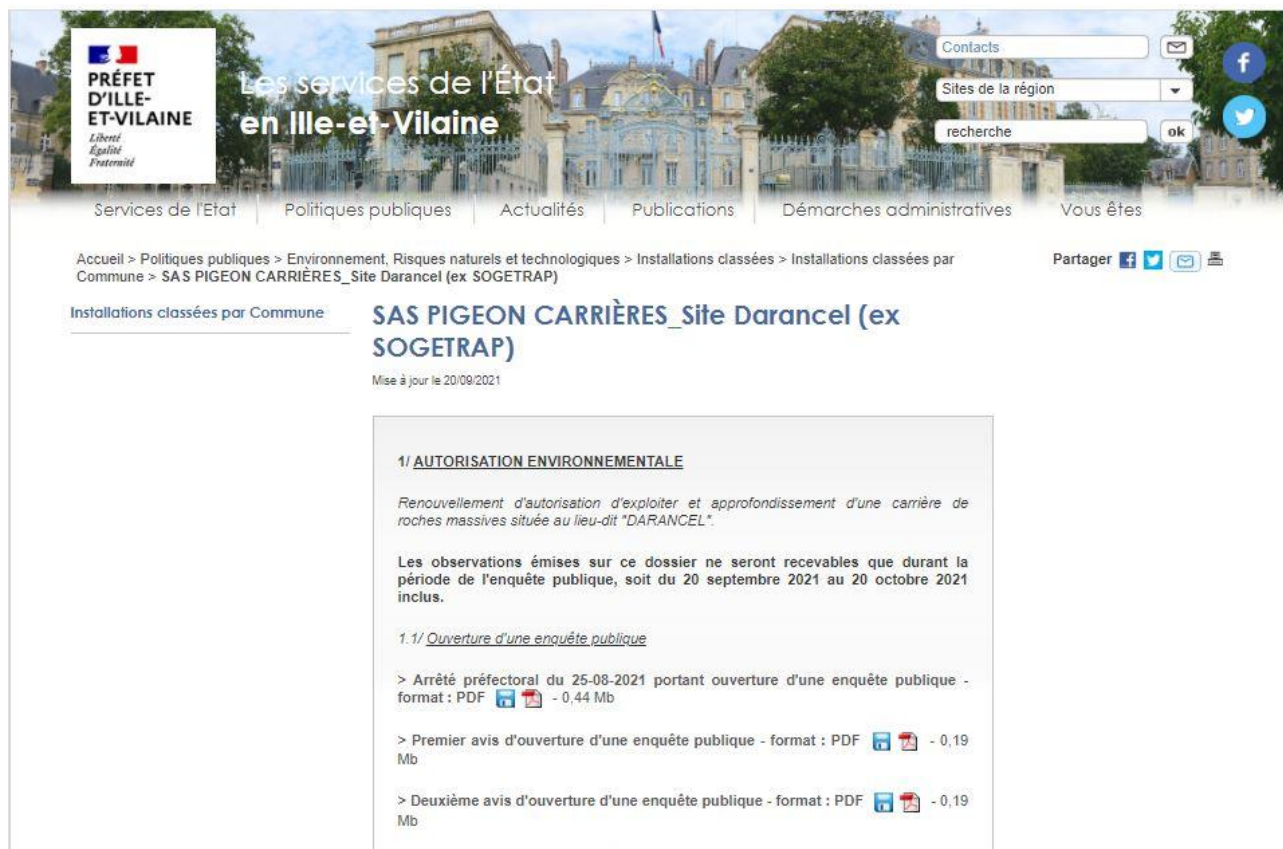 PRÉFET
D'ILLE-
ET-VILAINE
Liberté
Égalité
Fraternité
Les services de l'État
en Ille-et-Vilaine
Contacts
Sites de la région
recherche
ok
Services de l'Etat
Politiques publiques
Actualités
Publications
Démarches administratives
Vous êtes
Accueil > Politiques publiques > Environnement, Risques naturels et technologiques > Installations classées > Installations classées par
Commune > SAS PIGEON CARRIÈRES_Site Darancel (ex SOGETRAP)
Partager
Installations classées par Commune
SAS PIGEON CARRIÈRES_Site Darancel (ex
SOGETRAP)
Mise à jour le 20/09/2021
1/ AUTORISATION ENVIRONNEMENTALE
Renouvellement d'autorisation d'exploiter et approfondissement d'une carrière de
roches massives située au lieu-dit "DARANCEL".
Les observations émises sur ce dossier ne seront recevables que durant la
période de l'enquête publique, soit du 20 septembre 2021 au 20 octobre 2021
inclus.
1.1/ Ouverture d'une enquête publique
> Arrêté préfectoral du 25-08-2021 portant ouverture d'une enquête publique -
format : PDF - 0,44 Mb
> Premier avis d'ouverture d'une enquête publique - format : PDF - 0,19
Mb
> Deuxième avis d'ouverture d'une enquête publique - format : PDF - 0,19
Mb